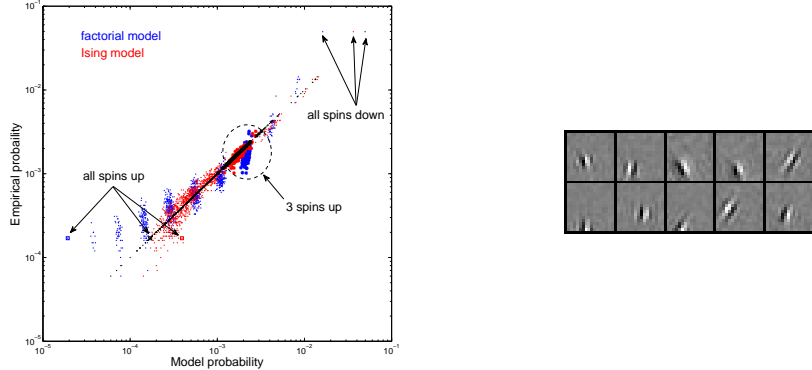 factorial model
Ising model
all spins down
all spins up
3 spins up
Empirical probaility
Model probability
10^-1
10^-2
10^-3
10^-4
10^-5
10^-5
10^-4
10^-3
10^-2
10^-1